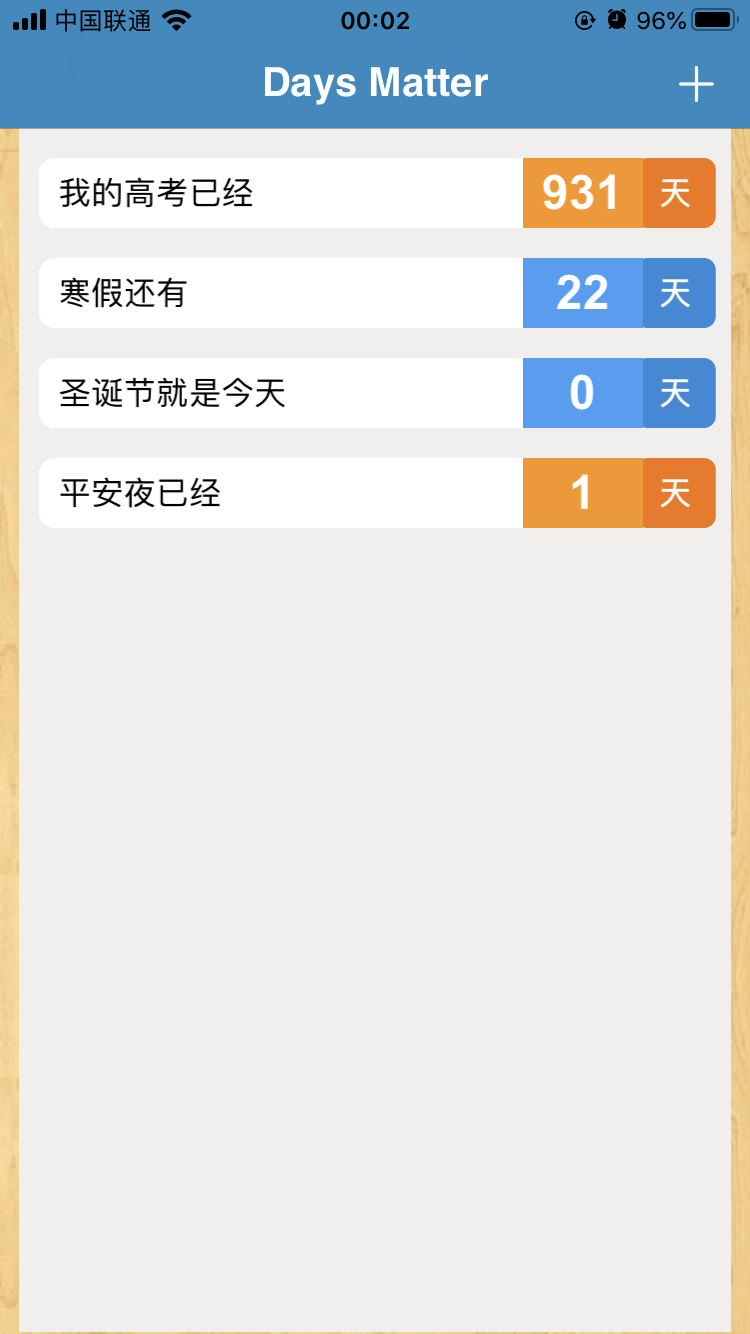 中国联通 00:02 96%
Days Matter
我的高考已经 931 天
寒假还有 22 天
圣诞节就是今天 0 天
平安夜已经 1 天